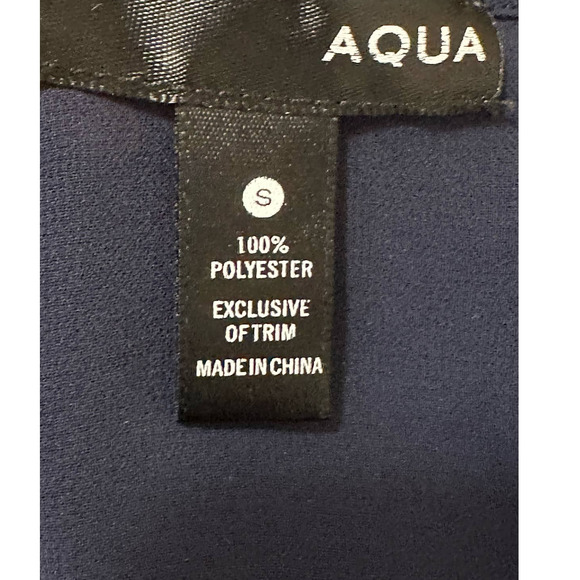 AQUA
S
100%
POLYESTER
EXCLUSIVE
OF TRIM
MADE IN CHINA